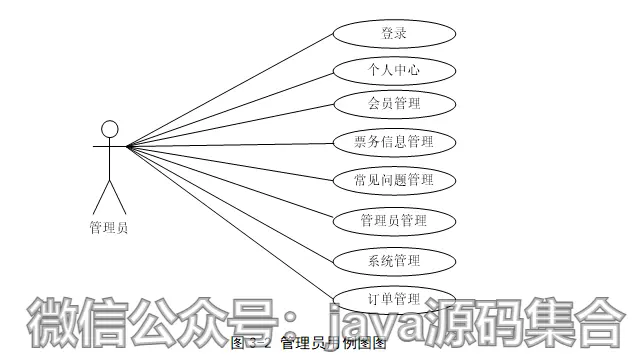 登录
个人中心
会员管理
票务信息管理
常见问题管理
管理员管理
系统管理
订单管理
管理员
微信公众号：java源码集合
图 3-2 管理员用例图图